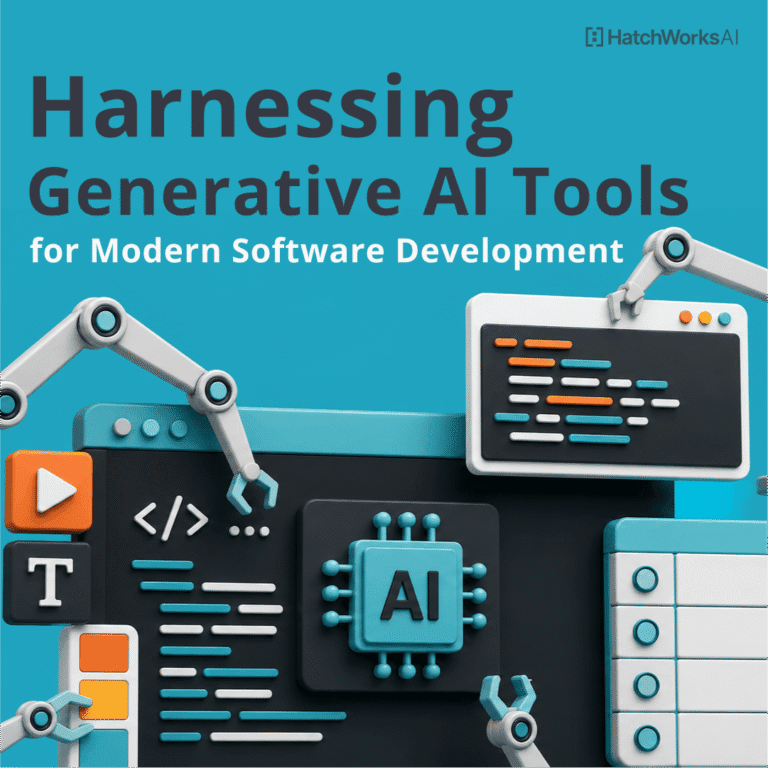 HatchWorksAI
Harnessing
Generative AI Tools
for Modern Software Development
</>
T
AI